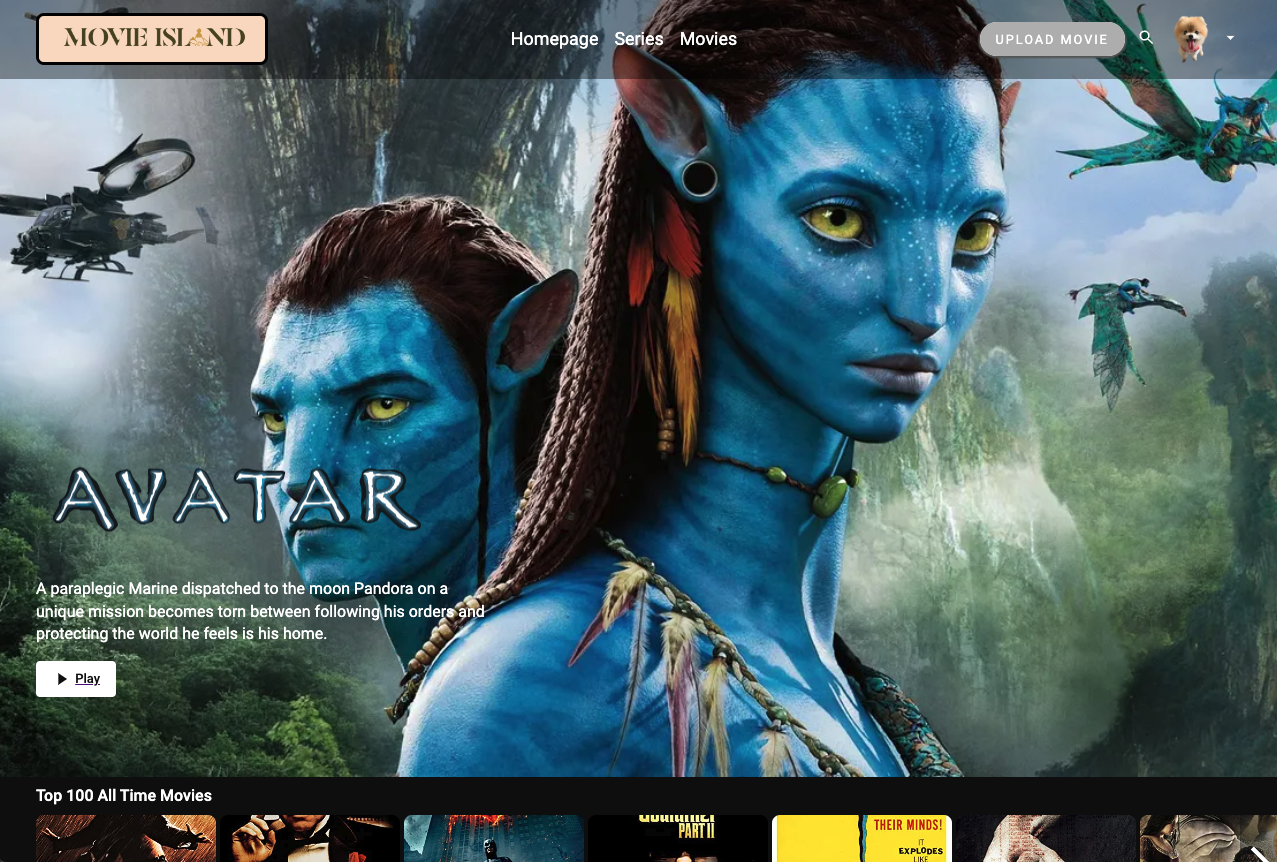 MOVIE ISLAND
Homepage Series Movies
UPLOAD MOVIE
AVATAR
A paraplegic Marine dispatched to the moon Pandora on a
unique mission becomes torn between following his orders and
protecting the world he feels is his home.
Play
Top 100 All Time Movies
PART II
THEIR MINDS!
IT
EXPLODES
LIKE